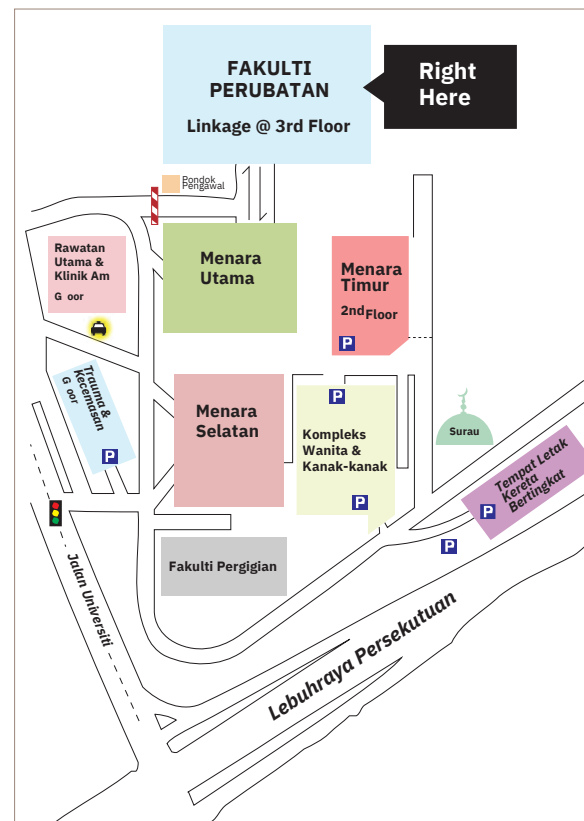 FAKULTI
PERUBATAN
Linkage @ 3rd Floor
Right
Here
Pondok
Pengawal
Rawatan
Utama &
Klinik Am
G oor
Menara
Utama
Menara
Timur
2nd Floor
P
Trauma &
Kecemasan
G oor
P
Menara
Selatan
P
Kompleks
Wanita &
Kanak-kanak
P
Surau
Tempat Letak
Kereta
Bertingkat
P
P
Fakulti Pergigian
Jalan Universiti
Lebuhraya Persekutuan